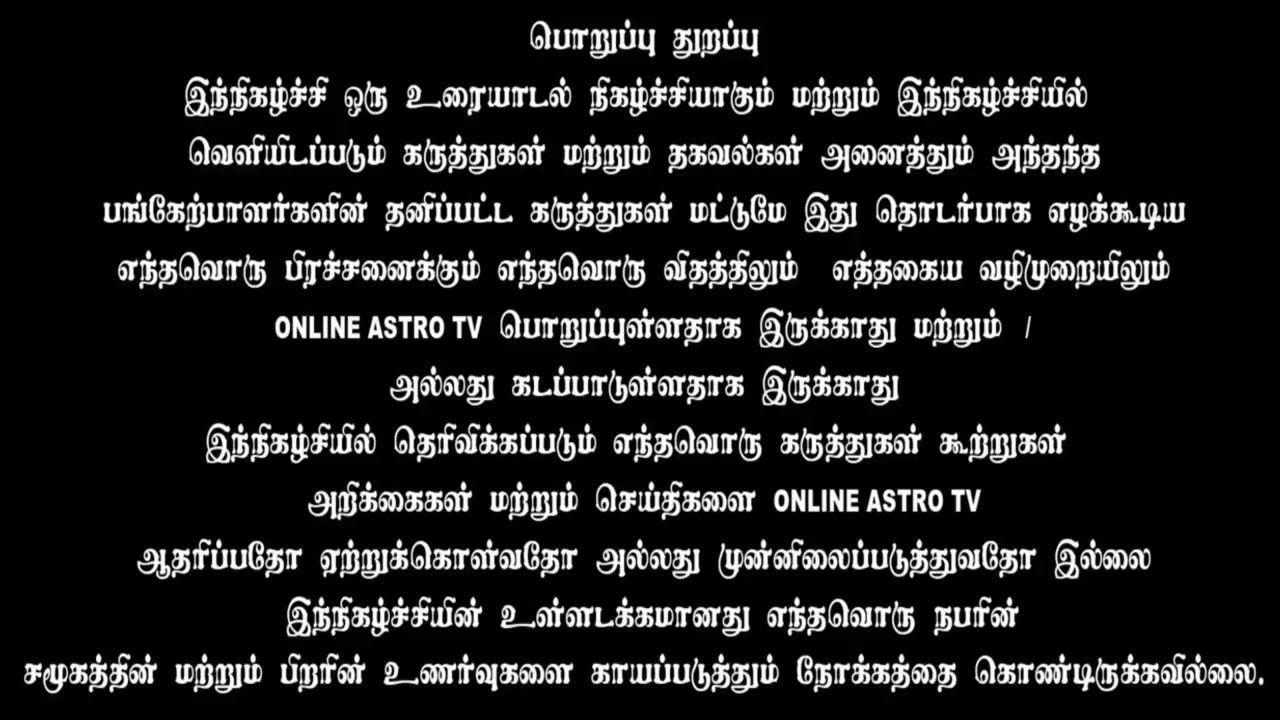 பொறுப்பு துறப்பு
இந்நிகழ்ச்சி ஒரு உரையாடல் நிகழ்ச்சியாகும் மற்றும் இந்நிகழ்ச்சியில்
வெளியிடப்படும் கருத்துகள் மற்றும் தகவல்கள் அனைத்தும் அந்தந்த
பங்கேற்பாளர்களின் தனிப்பட்ட கருத்துகள் மட்டுமே இது தொடர்பாக எழக்கூடிய
எந்தவொரு பிரச்சனைக்கும் எந்தவொரு விதத்திலும் எத்தகைய வழிமுறையிலும்
ONLINE ASTRO TV பொறுப்புள்ளதாக இருக்காது மற்றும் /
அல்லது கடப்பாடுள்ளதாக இருக்காது
இந்நிகழ்சியில் தெரிவிக்கப்படும் எந்தவொரு கருத்துகள் கூற்றுகள்
அறிக்கைகள் மற்றும் செய்திகளை ONLINE ASTRO TV
ஆதரிப்பதோ ஏற்றுக்கொள்வதோ அல்லது முன்னிலைப்படுத்துவதோ இல்லை
இந்நிகழ்ச்சியின் உள்ளடக்கமானது எந்தவொரு நபரின்
சமூகத்தின் மற்றும் பிறரின் உணர்வுகளை காயப்படுத்தும் நோக்கத்தை கொண்டிருக்கவில்லை.